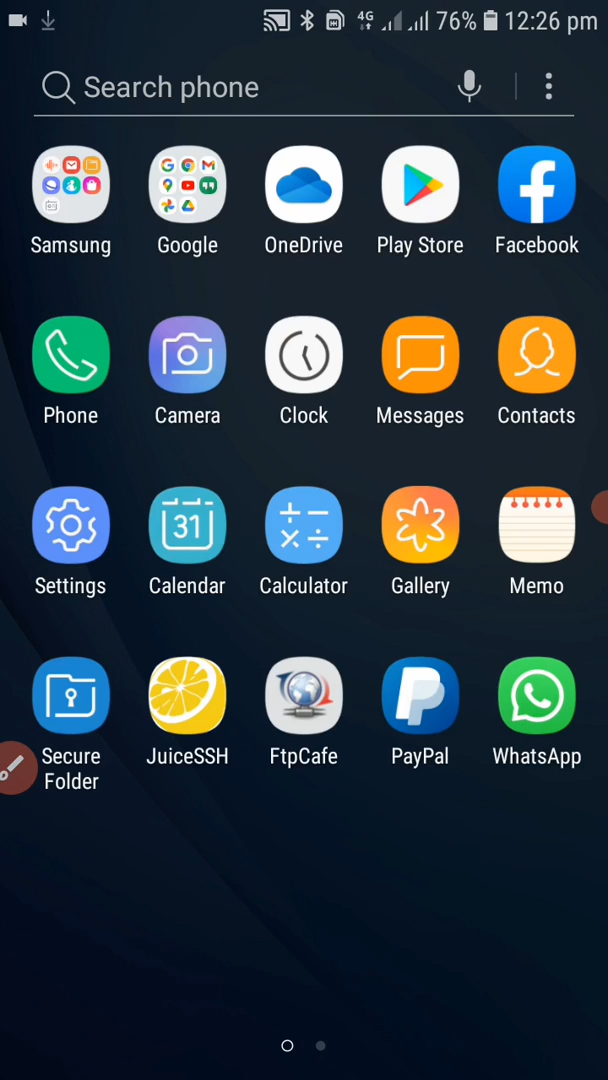 4G 76% 12:26 pm
Search phone
Samsung Google OneDrive Play Store Facebook
Phone Camera Clock Messages Contacts
31
Settings Calendar Calculator Gallery Memo
Secure Folder JuiceSSH FtpCafe PayPal WhatsApp